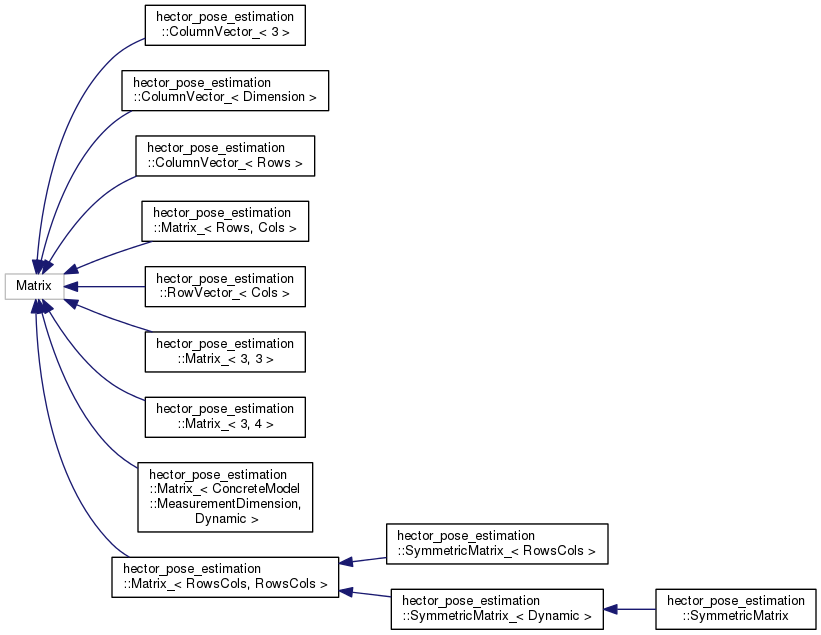 hector_pose_estimation
::ColumnVector_< 3 >
hector_pose_estimation
::ColumnVector_< Dimension >
hector_pose_estimation
::ColumnVector_< Rows >
hector_pose_estimation
::Matrix_< Rows, Cols >
Matrix
hector_pose_estimation
::RowVector_< Cols >
hector_pose_estimation
::Matrix_< 3, 3 >
hector_pose_estimation
::Matrix_< 3, 4 >
hector_pose_estimation
::Matrix_< ConcreteModel
::MeasurementDimension,
Dynamic >
hector_pose_estimation
::Matrix_< RowsCols, RowsCols >
hector_pose_estimation
::SymmetricMatrix_< RowsCols >
hector_pose_estimation
::SymmetricMatrix_< Dynamic >
hector_pose_estimation
::SymmetricMatrix